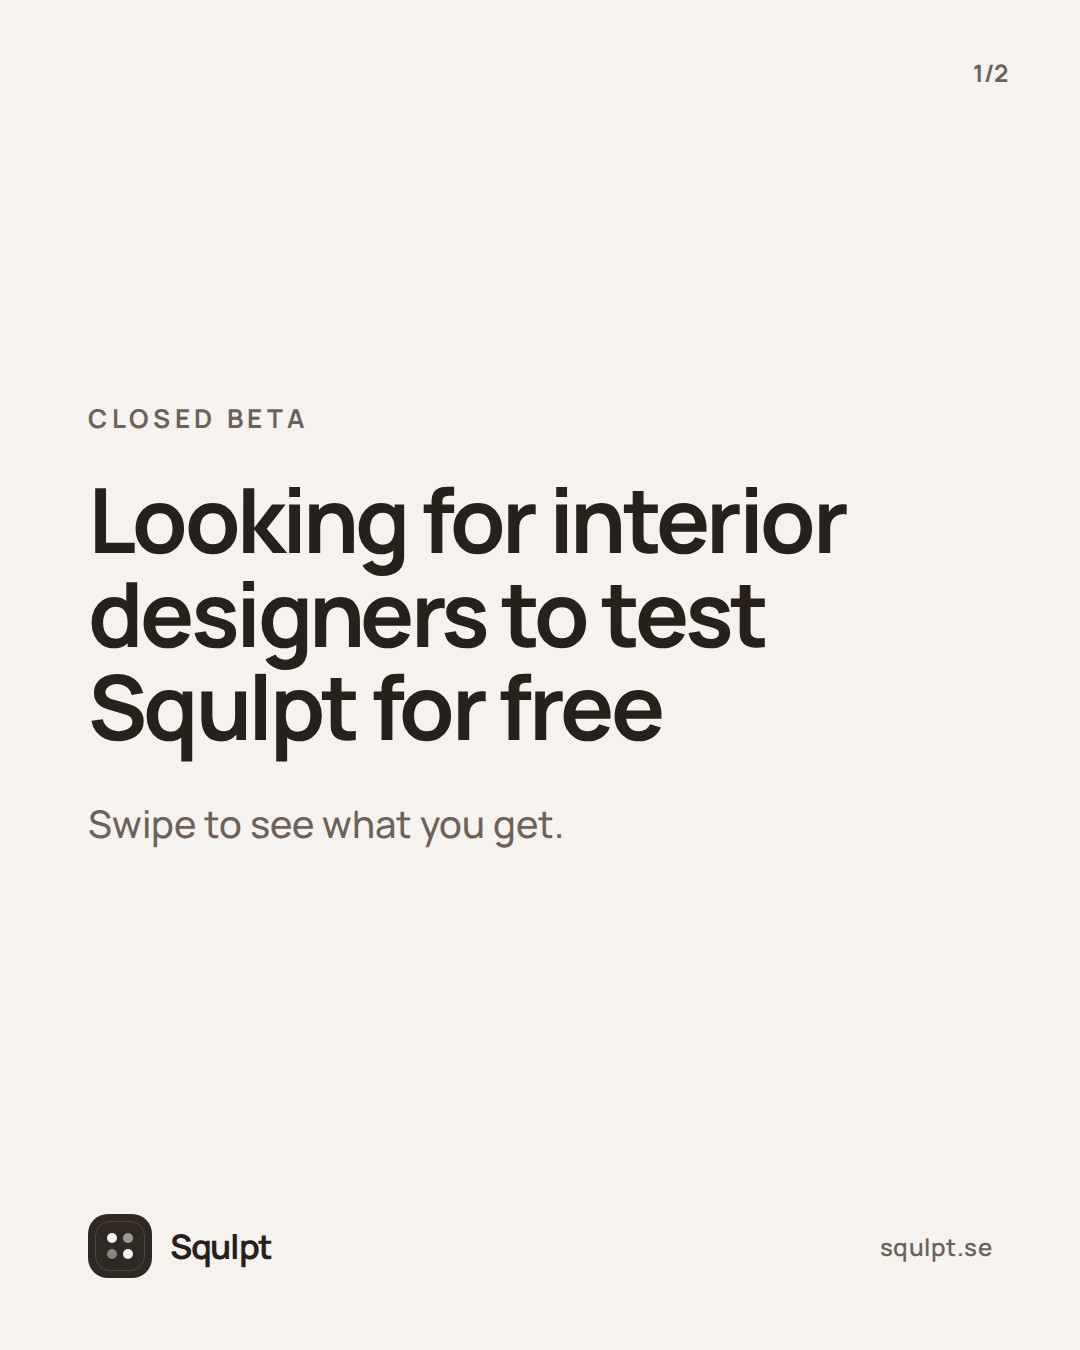 1/2
CLOSED BETA
Looking for interior
designers to test
Squlpt for free
Swipe to see what you get.
Squlpt
squlpt.se